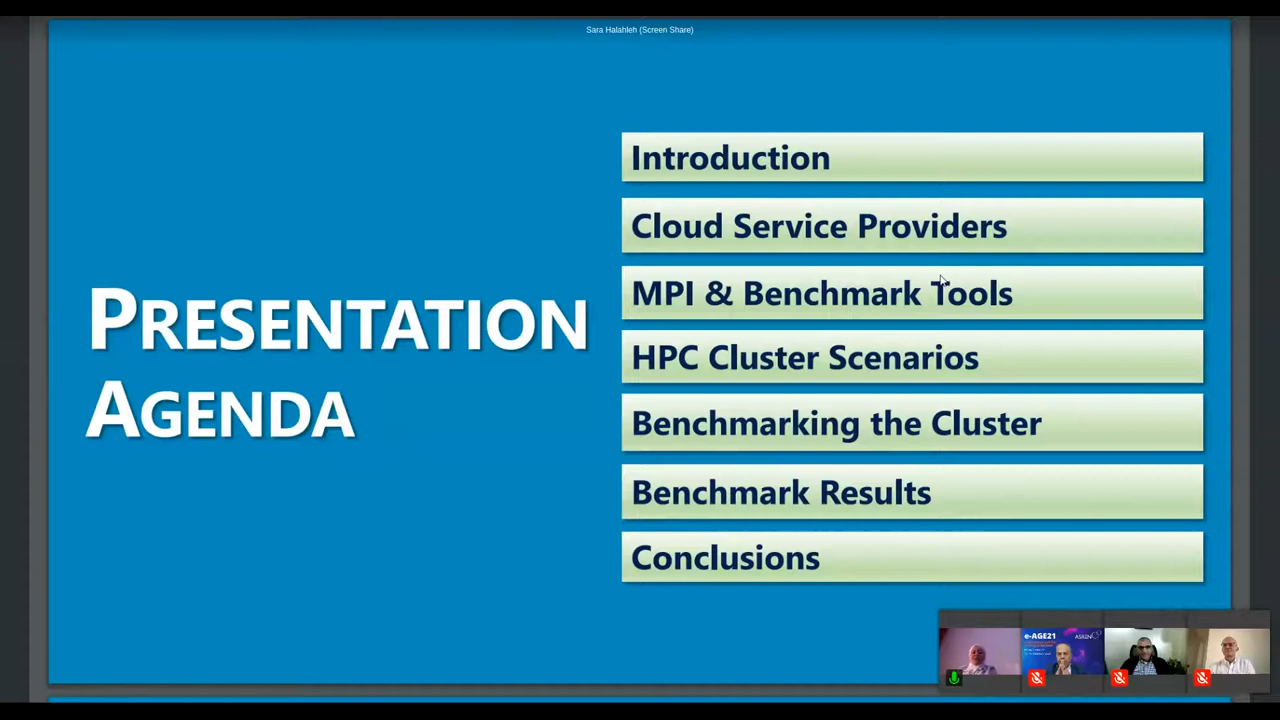 Sara Halahleh (Screen Share)
PRESENTATION
AGENDA
Introduction
Cloud Service Providers
MPI & Benchmark Tools
HPC Cluster Scenarios
Benchmarking the Cluster
Benchmark Results
Conclusions
e-AGE21